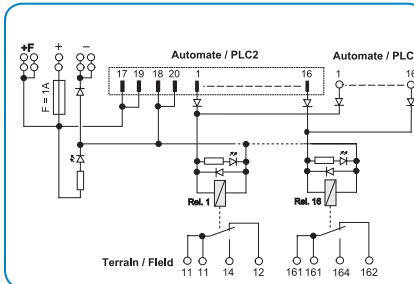 +F + –
Automate / PLC2 Automate / PLC
17 19 18 20 1 16 1 16
F = 1A
Rel. 1 Rel. 16
Terrain / Field
11 11 14 12 161 161 164 162